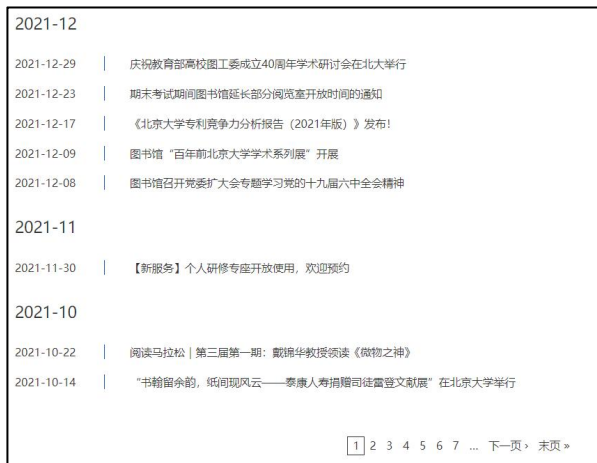 2021-12
2021-12-29 庆祝教育部高校图工委成立40周年学术研讨会在北大举行
2021-12-23 期末考试期间图书馆延长部分阅览室开放时间的通知
2021-12-17 《北京大学专利竞争力分析报告（2021年版）》发布！
2021-12-09 图书馆“百年前北京大学学术系列展”开展
2021-12-08 图书馆召开党委扩大会专题学习党的十九届六中全会精神
2021-11
2021-11-30 【新服务】个人研修专座开放使用，欢迎预约
2021-10
2021-10-22 阅读马拉松 | 第三届第一期：戴锦华教授领读《微物之神》
2021-10-14 “书翰留余韵，纸间现风云——泰康人寿捐赠司徒雷登文献展”在北京大学举行
1 2 3 4 5 6 7 … 下一页 › 末页 »